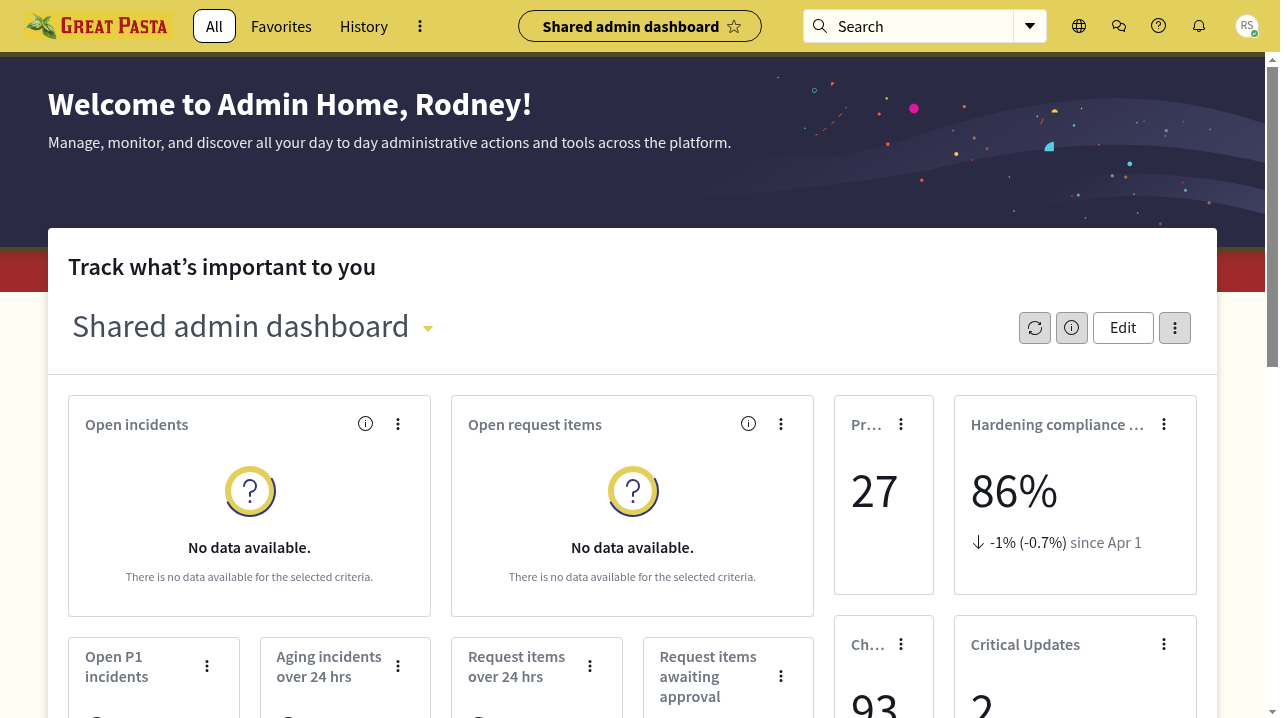 GREAT PASTA
All
Favorites
History
Shared admin dashboard
Search
RS
Welcome to Admin Home, Rodney!
Manage, monitor, and discover all your day to day administrative actions and tools across the platform.
Track what’s important to you
Shared admin dashboard
Edit
Open incidents
No data available.
There is no data available for the selected criteria.
Open request items
No data available.
There is no data available for the selected criteria.
Pr…
27
Hardening compliance …
86%
-1% (-0.7%) since Apr 1
Open P1
incidents
Aging incidents
over 24 hrs
Request items
over 24 hrs
Request items
awaiting
approval
Ch…
93
Critical Updates
2